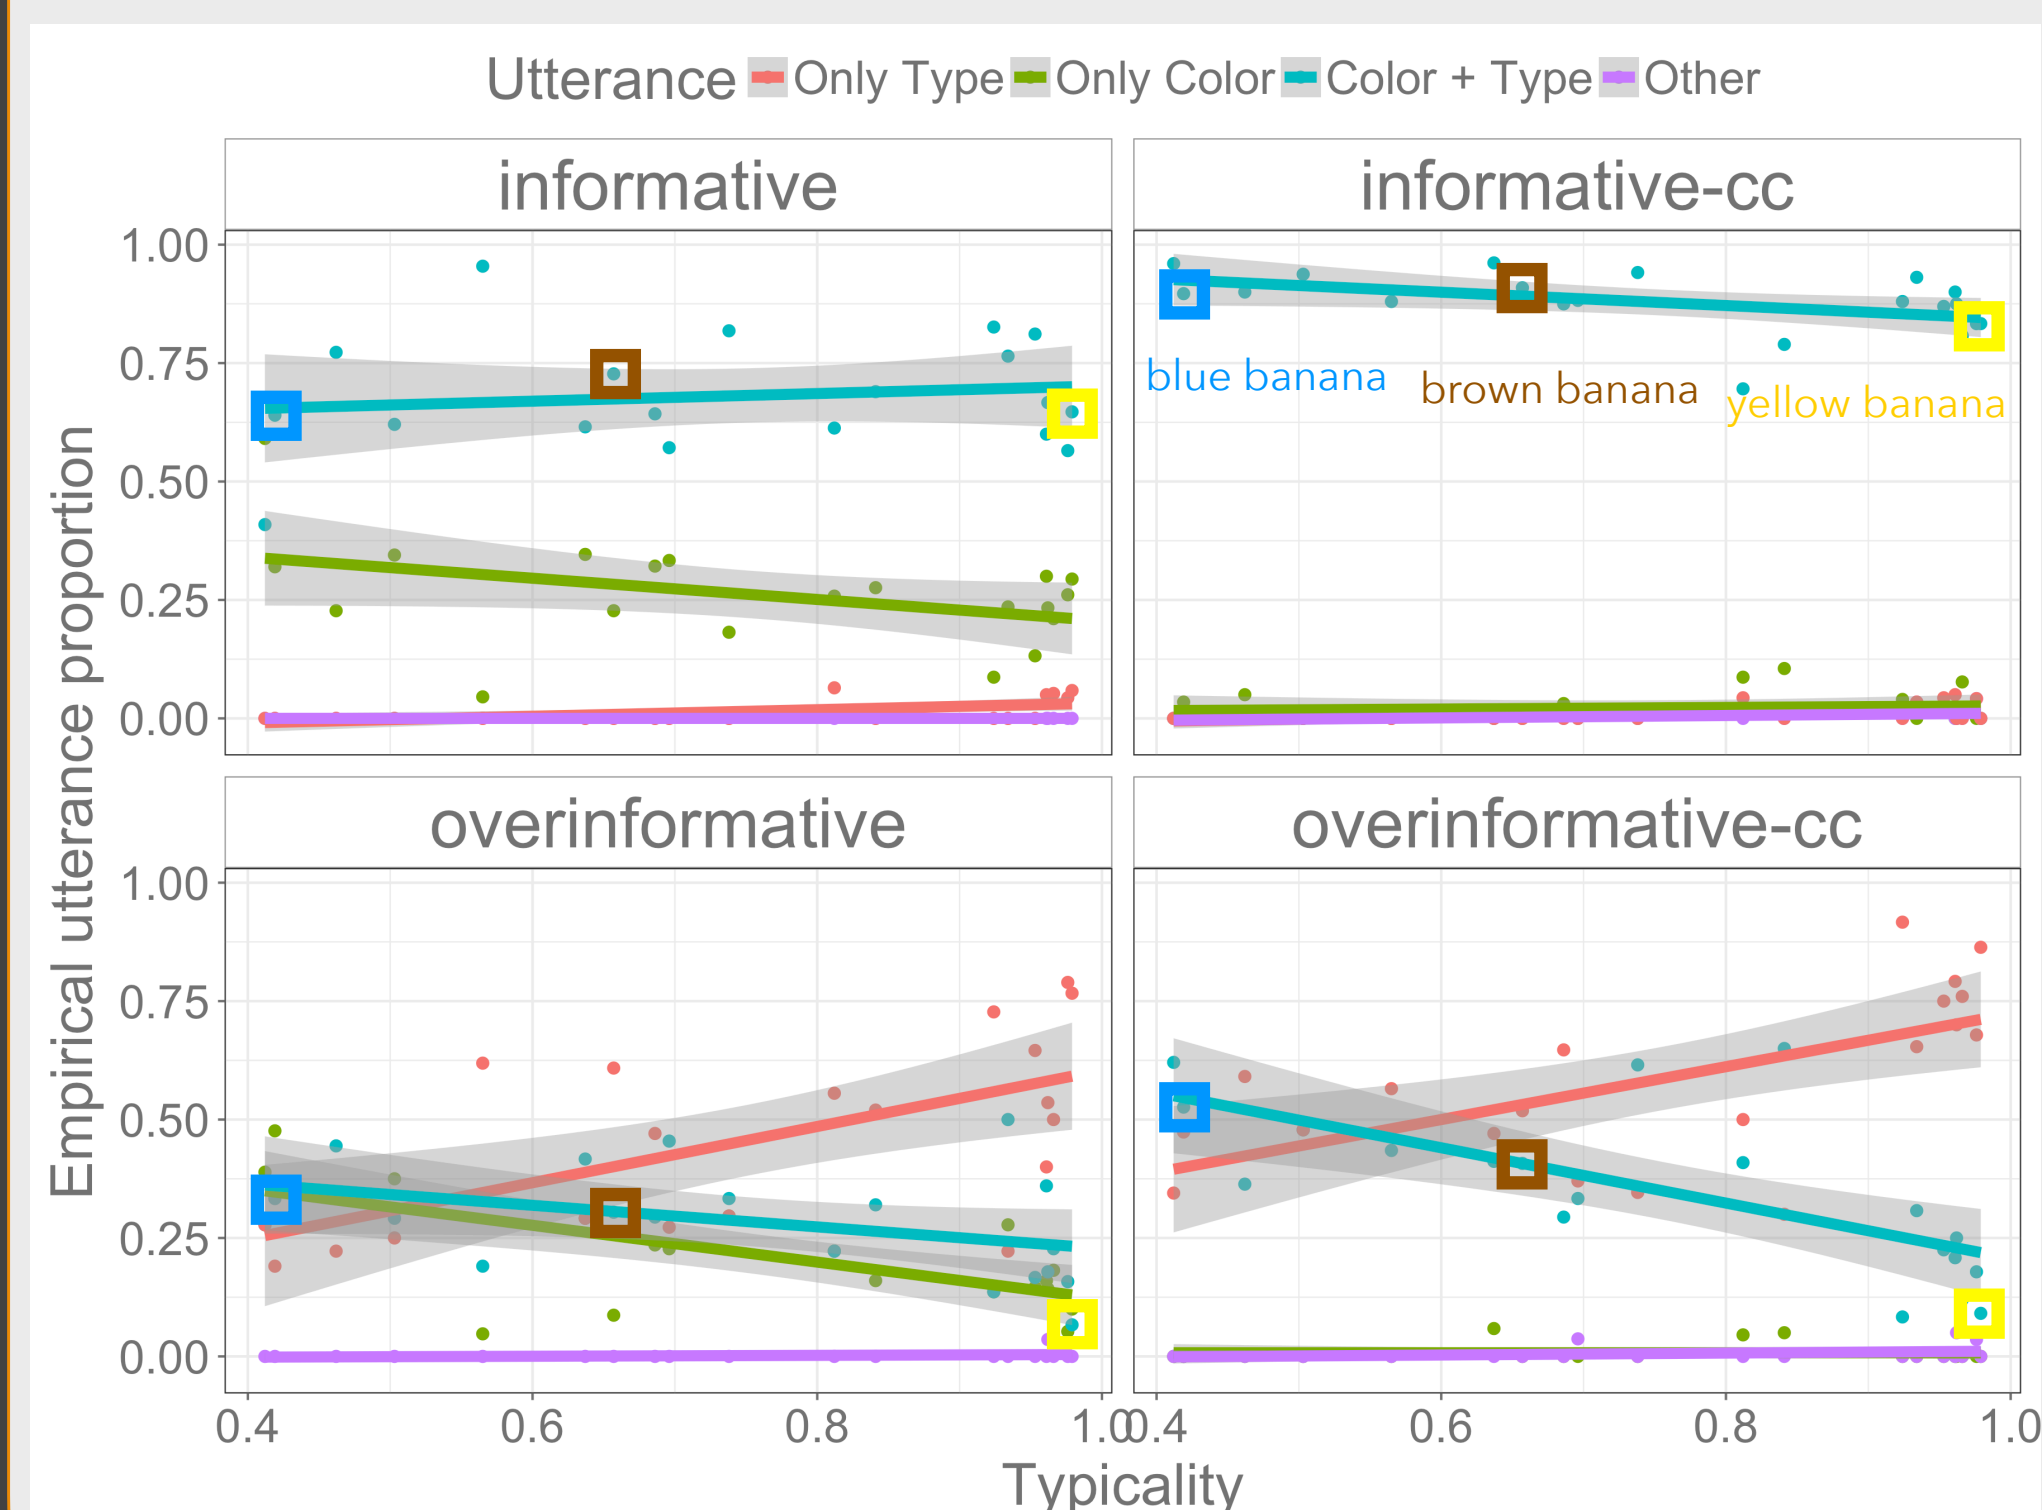 Utterance Only Type Only Color Color + Type Other
informative
informative-cc
1.00
0.75
0.50
0.25
0.00
blue banana
brown banana
yellow banana
overinformative
overinformative-cc
1.00
0.75
0.50
0.25
0.00
Empirical utterance proportion
0.4 0.6 0.8 1.0
0.4 0.6 0.8 1.0
Typicality